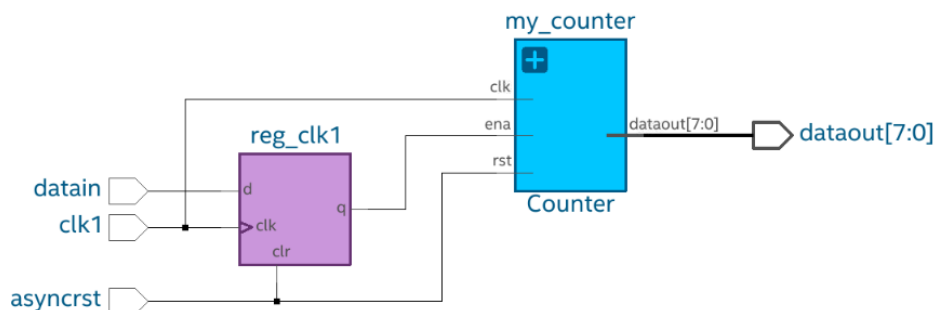 my_counter
clk
ena
rst
dataout[7:0]
dataout[7:0]
Counter
reg_clk1
datain
d
q
clk1
clk
clr
asyncrst